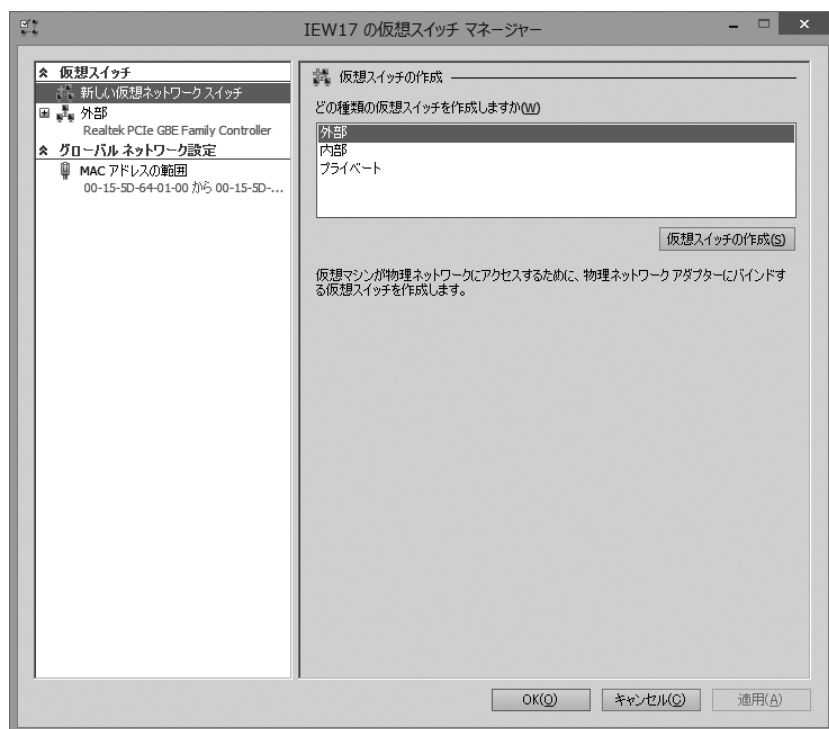 IEW17 の仮想スイッチ マネージャー
仮想スイッチ
新しい仮想ネットワーク スイッチ
外部
Realtek PCIe GBE Family Controller
グローバル ネットワーク設定
MAC アドレスの範囲
00-15-5D-64-01-00 から 00-15-5D-...
仮想スイッチの作成
どの種類の仮想スイッチを作成しますか(W)
外部
内部
プライベート
仮想スイッチの作成(S)
仮想マシンが物理ネットワークにアクセスするために、物理ネットワーク アダプターにバインドす
る仮想スイッチを作成します。
OK(O)
キャンセル(C)
適用(A)